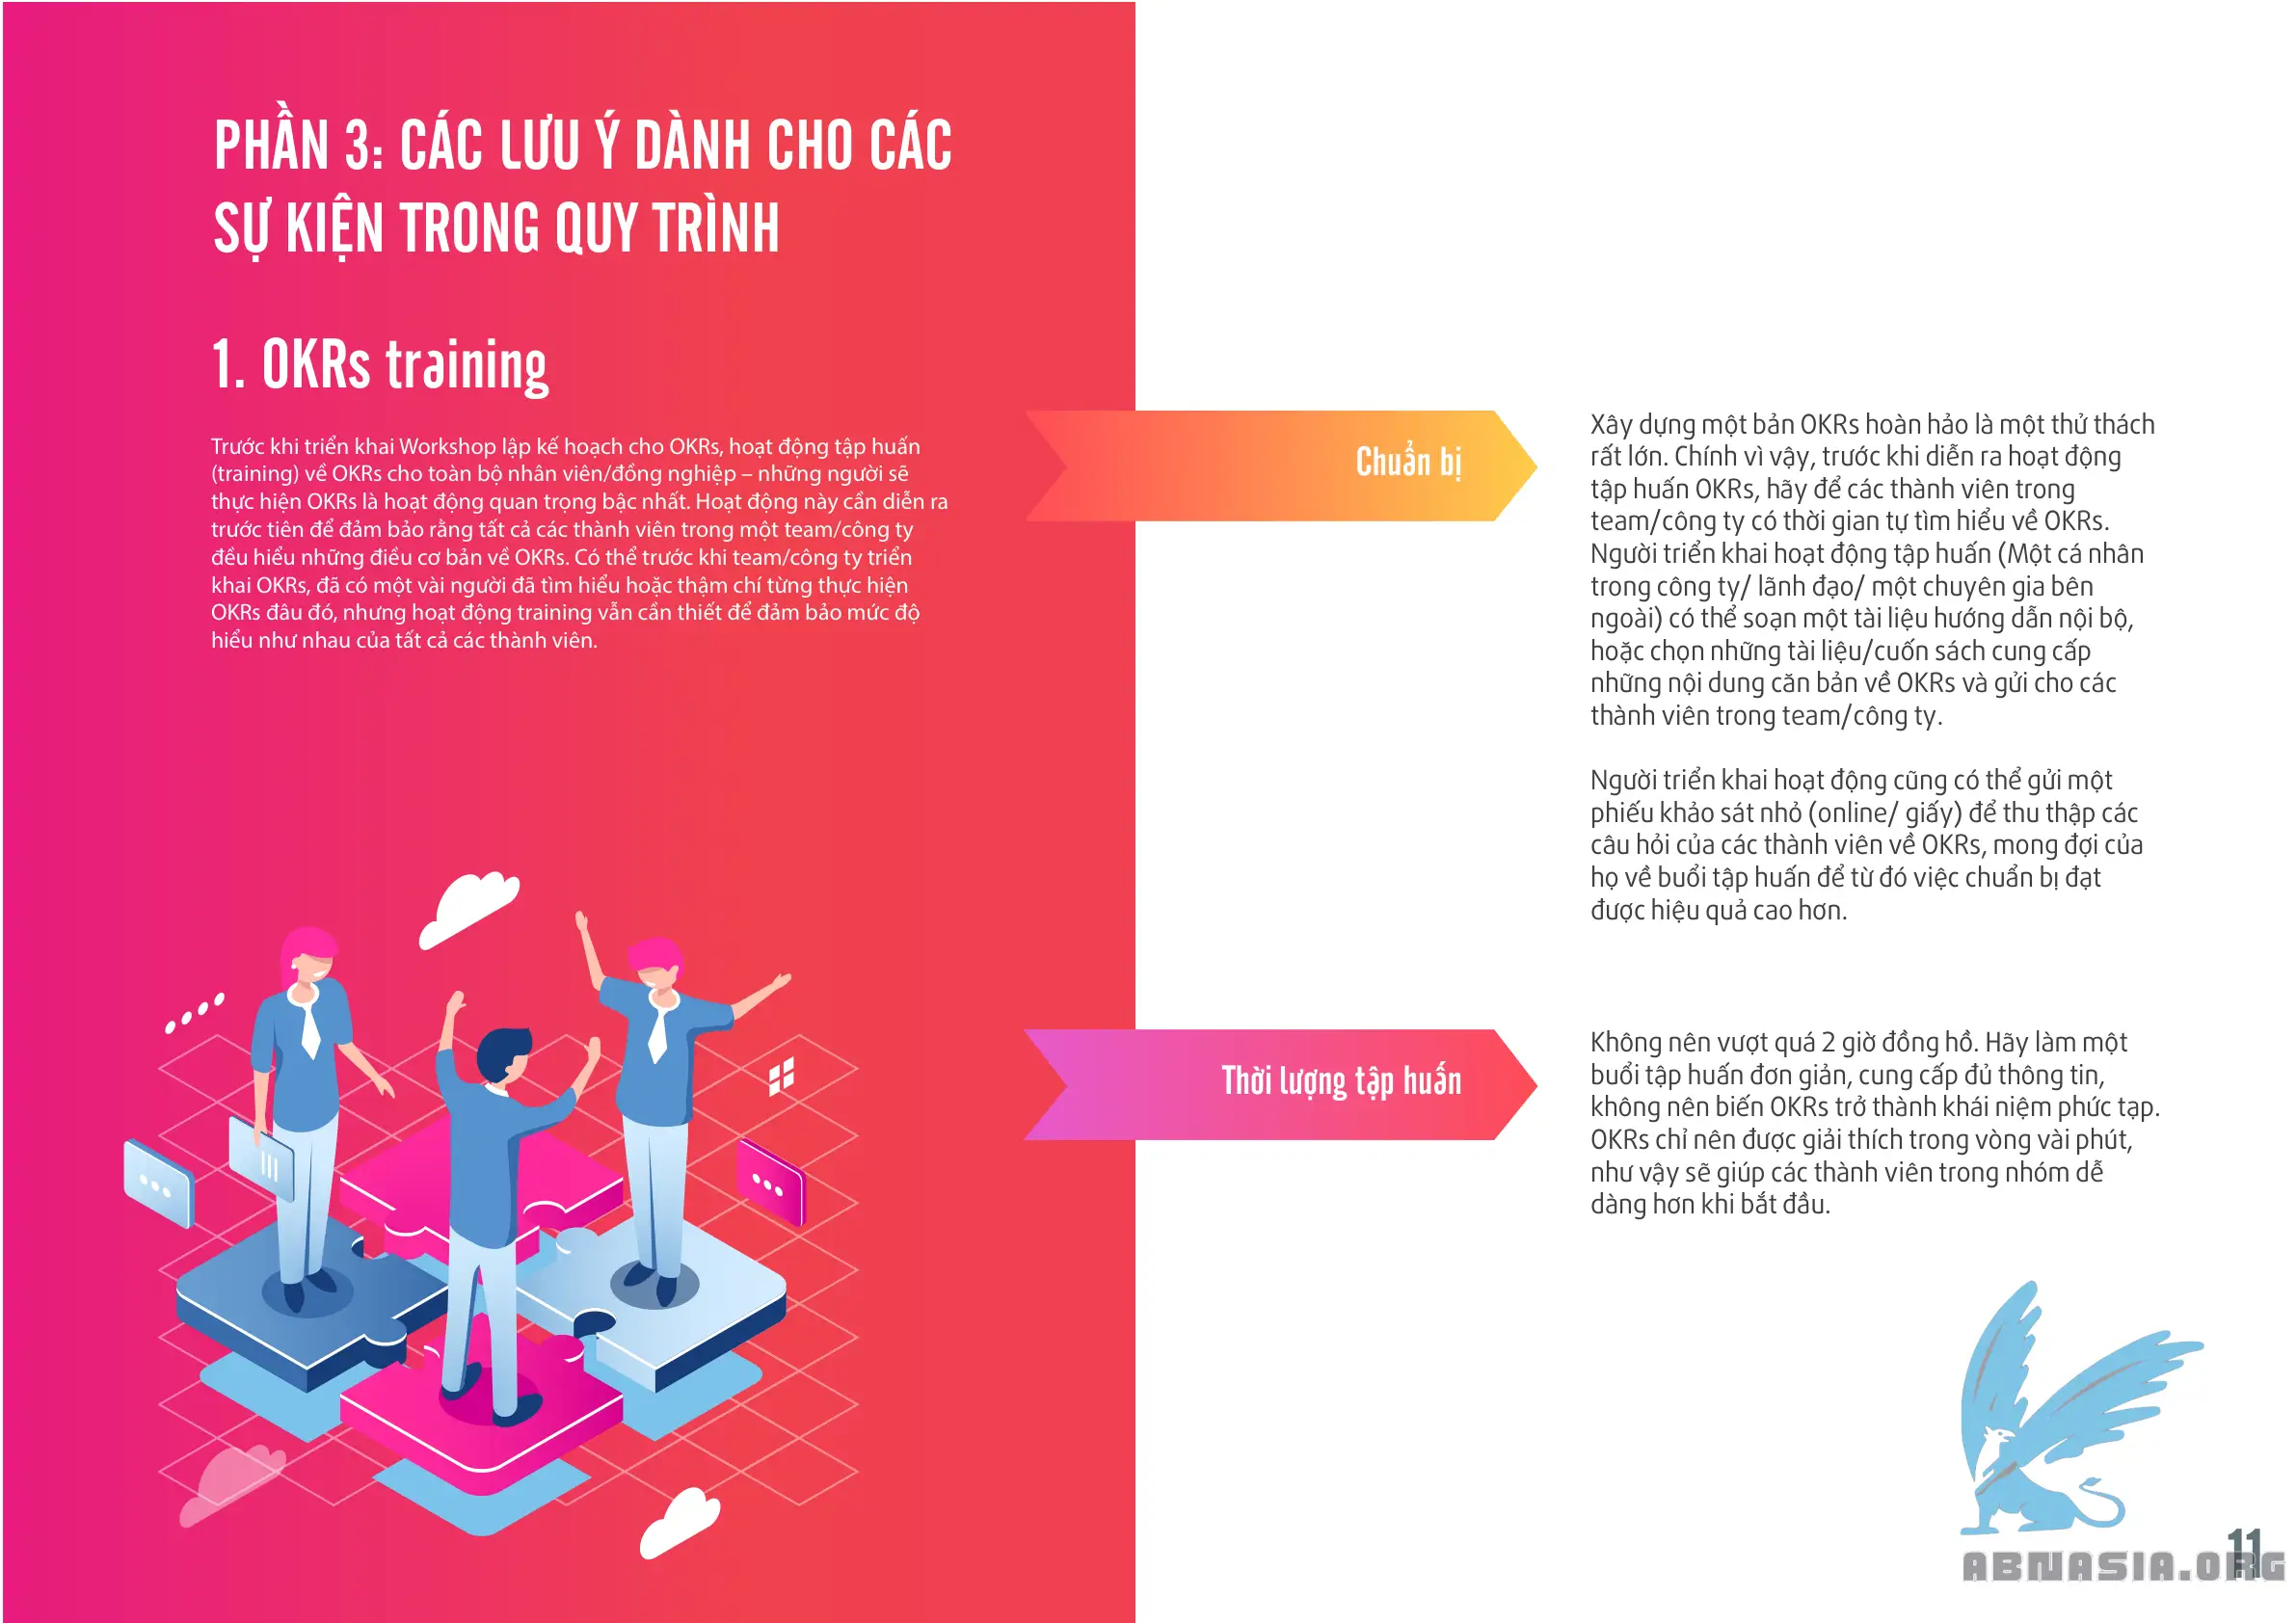 PHẦN 3: CÁC LƯU Ý DÀNH CHO CÁC
SỰ KIỆN TRONG QUY TRÌNH
1. OKRs training
Trước khi triển khai Workshop lập kế hoạch cho OKRs, hoạt động tập huấn
(training) về OKRs cho toàn bộ nhân viên/đồng nghiệp – những người sẽ
thực hiện OKRs là hoạt động quan trọng bậc nhất. Hoạt động này cần diễn ra
trước tiên để đảm bảo rằng tất cả các thành viên trong một team/công ty
đều hiểu những điều cơ bản về OKRs. Có thể trước khi team/công ty triển
khai OKRs, đã có một vài người đã tìm hiểu hoặc thậm chí từng thực hiện
OKRs đâu đó, nhưng hoạt động training vẫn cần thiết để đảm bảo mức độ
hiểu như nhau của tất cả các thành viên.
Chuẩn bị
Xây dựng một bản OKRs hoàn hảo là một thử thách
rất lớn. Chính vì vậy, trước khi diễn ra hoạt động
tập huấn OKRs, hãy để các thành viên trong
team/công ty có thời gian tự tìm hiểu về OKRs.
Người triển khai hoạt động tập huấn (Một cá nhân
trong công ty/ lãnh đạo/ một chuyên gia bên
ngoài) có thể soạn một tài liệu hướng dẫn nội bộ,
hoặc chọn những tài liệu/cuốn sách cung cấp
những nội dung căn bản về OKRs và gửi cho các
thành viên trong team/công ty.
Người triển khai hoạt động cũng có thể gửi một
phiếu khảo sát nhỏ (online/ giấy) để thu thập các
câu hỏi của các thành viên về OKRs, mong đợi của
họ về buổi tập huấn để từ đó việc chuẩn bị đạt
được hiệu quả cao hơn.
Thời lượng tập huấn
Không nên vượt quá 2 giờ đồng hồ. Hãy làm một
buổi tập huấn đơn giản, cung cấp đủ thông tin,
không nên biến OKRs trở thành khái niệm phức tạp.
OKRs chỉ nên được giải thích trong vòng vài phút,
như vậy sẽ giúp các thành viên trong nhóm dễ
dàng hơn khi bắt đầu.
11
ABNASIA.ORG